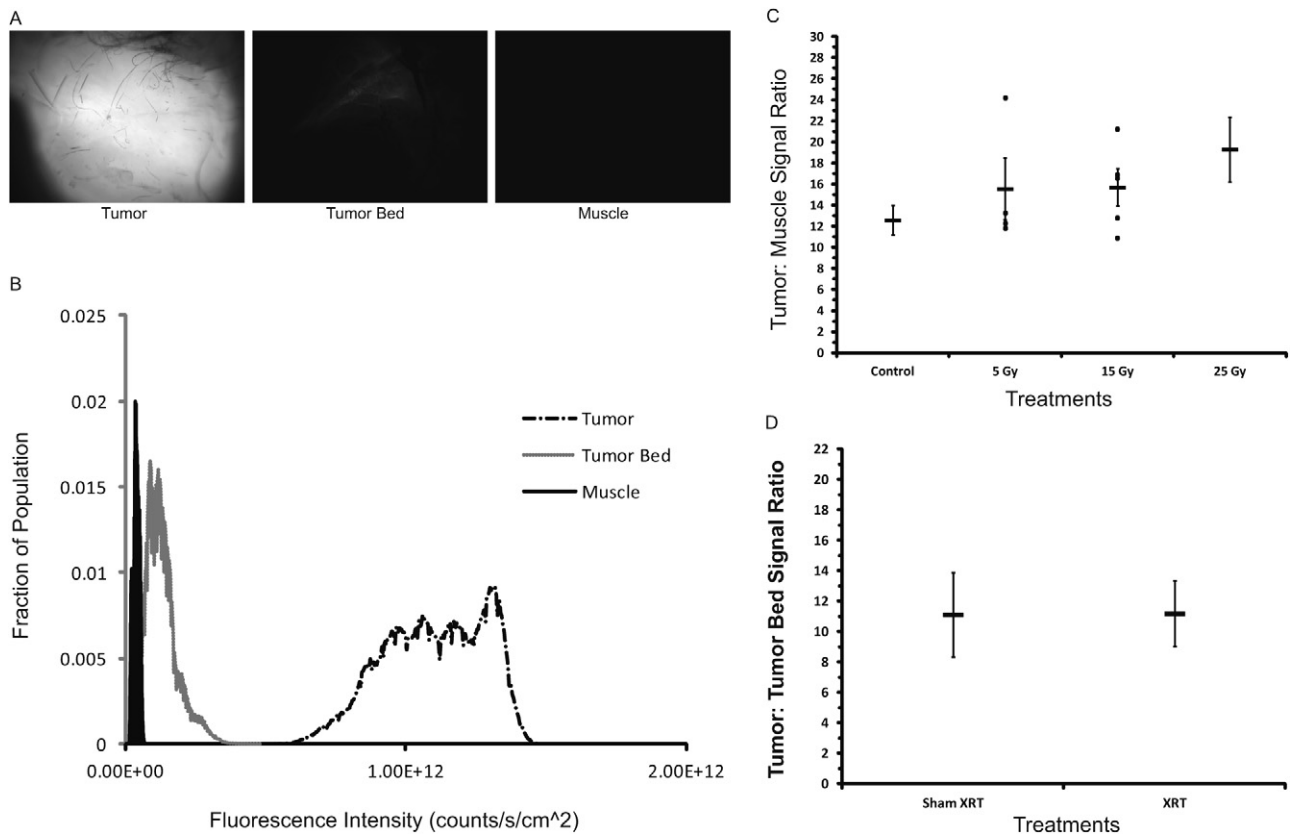 A
Tumor
Tumor Bed
Muscle
B
0.025
0.02
0.015
0.01
0.005
0
0.00E+00
1.00E+12
2.00E+12
Fraction of Population
Fluorescence Intensity (counts/s/cm^2)
Tumor
Tumor Bed
Muscle
C
30
28
26
24
22
20
18
16
14
12
10
8
6
4
2
0
Tumor: Muscle Signal Ratio
Control
5 Gy
15 Gy
25 Gy
Treatments
D
22
20
18
16
14
12
10
8
6
4
2
0
Tumor: Tumor Bed Signal Ratio
Sham XRT
XRT
Treatments